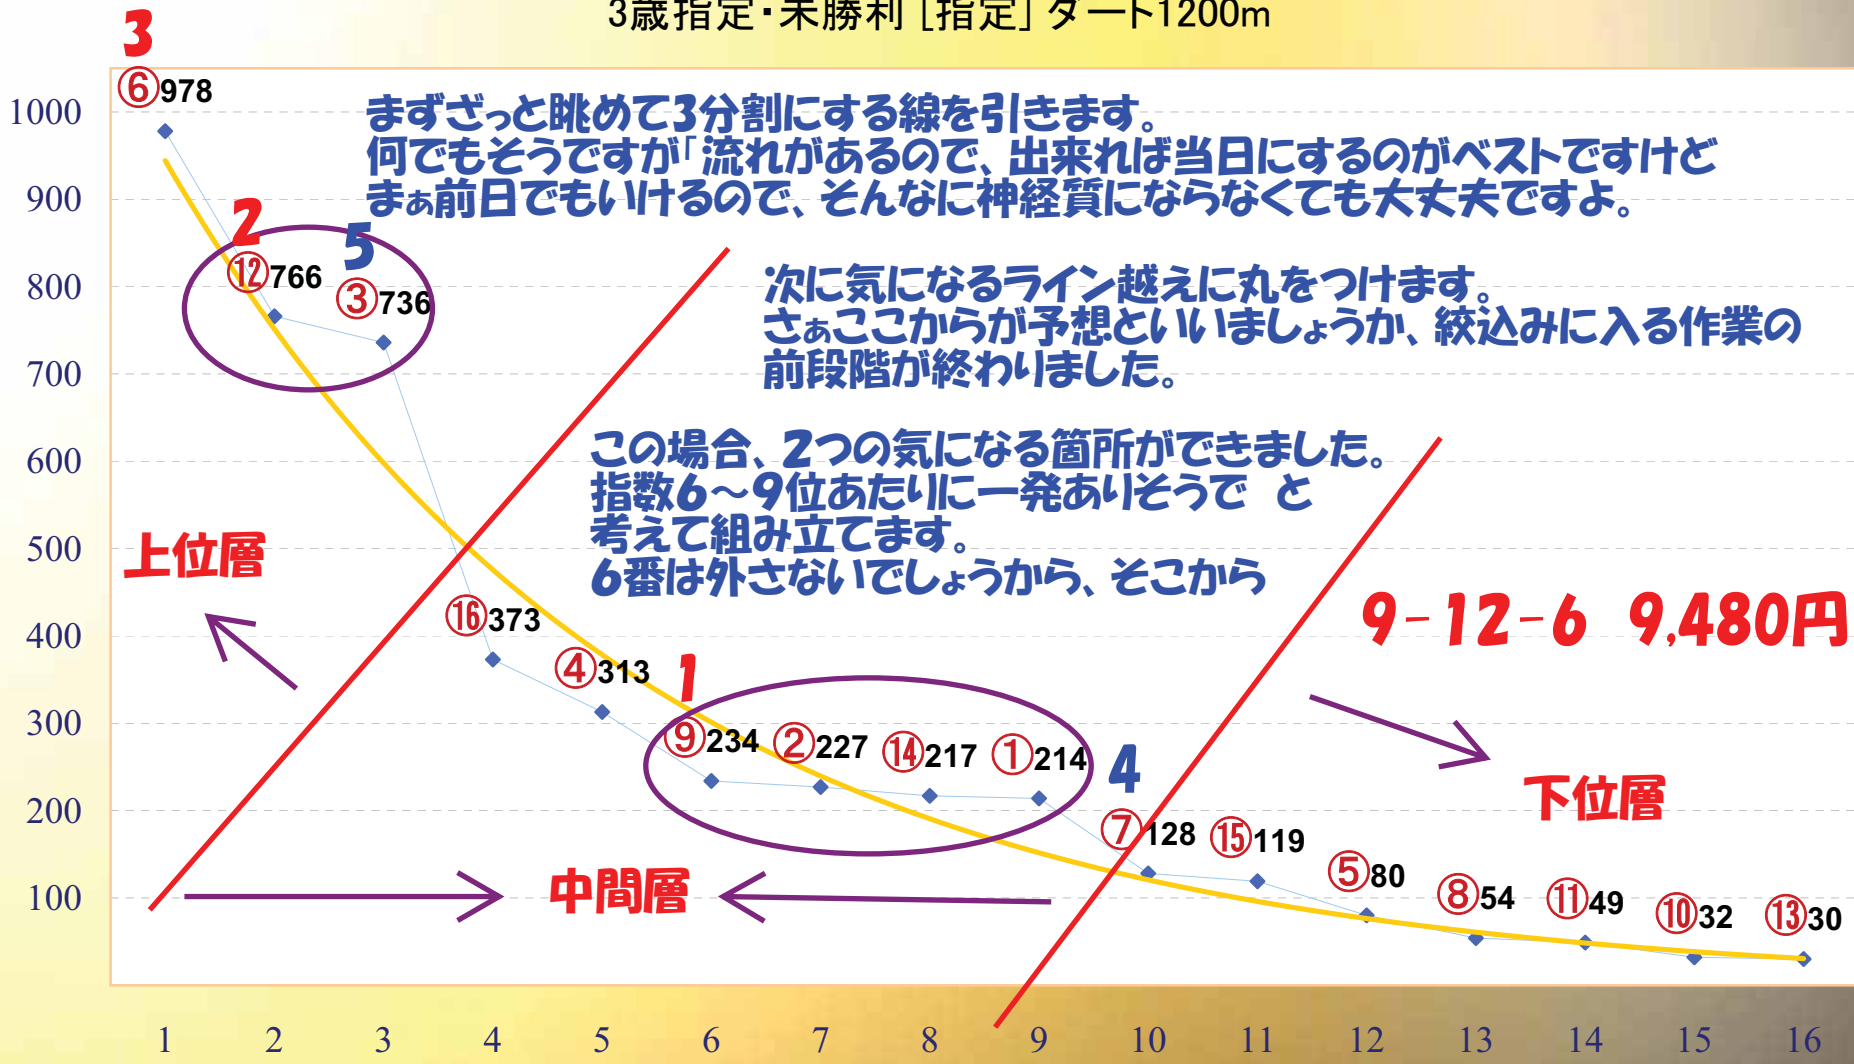 3歳指定・未勝利 [指定] ダート1200m
3
⑥978
1000
900
800
700
600
500
400
300
200
100
まずざっと眺めて3分割にする線を引きます。
何でもそうですが「流れがあるので、出来れば当日にするのがベストですけど
まぁ前日でもいけるので、そんなに神経質にならなくても大丈夫ですよ。
2
⑫766
5
③736
次に気になるライン越えに丸をつけます。
さぁここからが予想といいましょうか、絞込みに入る作業の
前段階が終わりました。
この場合、2つの気になる箇所ができました。
指数6～9位あたりに一発ありそうで と
考えて組み立てます。
6番は外さないでしょうから、そこから
上位層
9-12-6 9,480円
⑯373
④313
1
⑨234
②227
⑭217
①214
4
⑦128
⑮119
⑤80
⑧54
⑪49
⑩32
⑬30
下位層
中間層
1 2 3 4 5 6 7 8 9 10 11 12 13 14 15 16